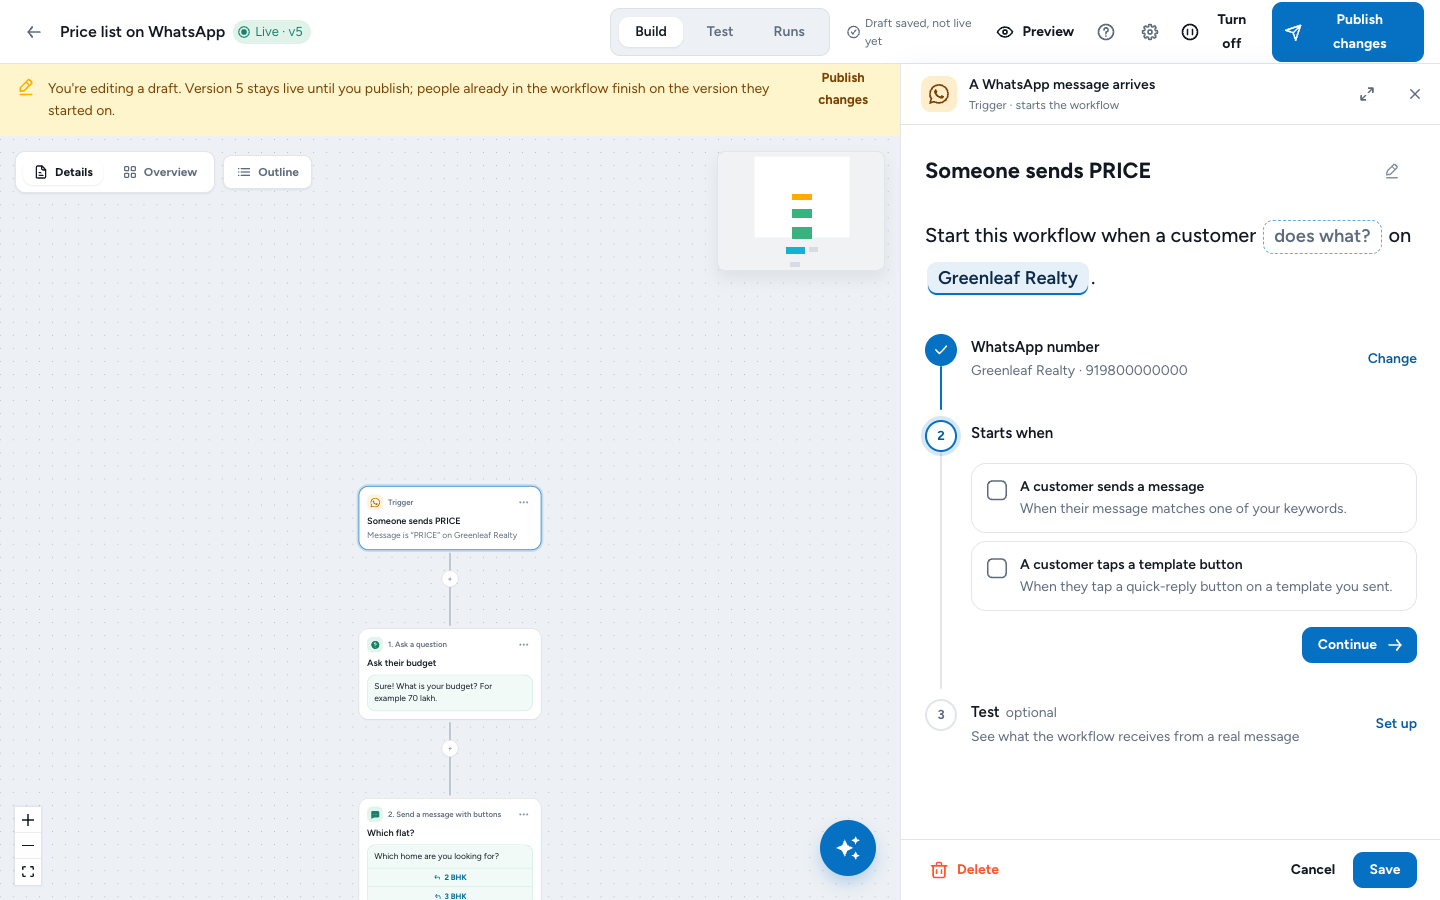 Price list on WhatsApp
Live · v5
Build
Test
Runs
Draft saved, not live
yet
Preview
Turn
off
Publish
changes
You're editing a draft. Version 5 stays live until you publish; people already in the workflow finish on the version they
started on.
Publish
changes
Details
Overview
Outline
Trigger
Someone sends PRICE
Message is "PRICE" on Greenleaf Realty
1. Ask a question
Ask their budget
Sure! What is your budget? For
example 70 lakh.
2. Send a message with buttons
Which flat?
Which home are you looking for?
2 BHK
3 BHK
A WhatsApp message arrives
Trigger · starts the workflow
Someone sends PRICE
Start this workflow when a customer does what? on
Greenleaf Realty .
WhatsApp number
Greenleaf Realty · 919800000000
Change
2
Starts when
A customer sends a message
When their message matches one of your keywords.
A customer taps a template button
When they tap a quick-reply button on a template you sent.
Continue
3
Test optional
See what the workflow receives from a real message
Set up
Delete
Cancel
Save